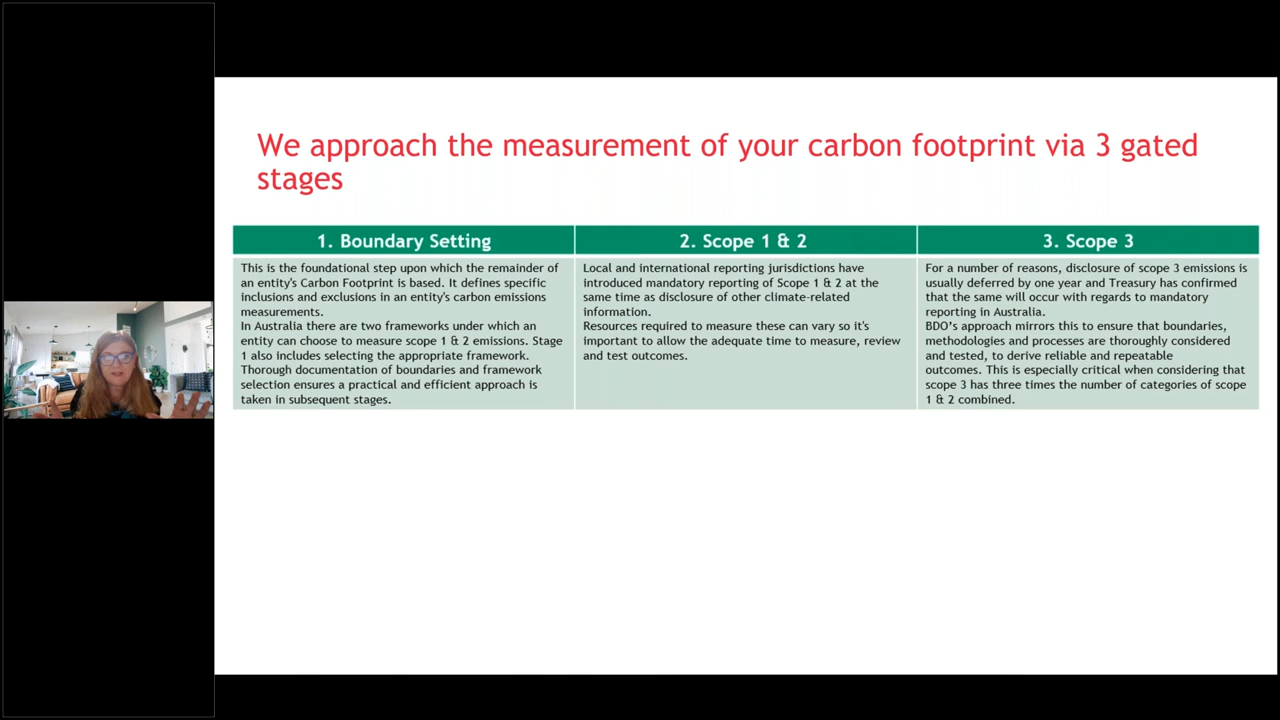 We approach the measurement of your carbon footprint via 3 gated
stages
1. Boundary Setting
This is the foundational step upon which the remainder of
an entity's Carbon Footprint is based. It defines specific
inclusions and exclusions in an entity's carbon emissions
measurements.
In Australia there are two frameworks under which an
entity can choose to measure scope 1 & 2 emissions. Stage
1 also includes selecting the appropriate framework.
Thorough documentation of boundaries and framework
selection ensures a practical and efficient approach is
taken in subsequent stages.
2. Scope 1 & 2
Local and international reporting jurisdictions have
introduced mandatory reporting of Scope 1 & 2 at the
same time as disclosure of other climate-related
information.
Resources required to measure these can vary so it's
important to allow the adequate time to measure, review
and test outcomes.
3. Scope 3
For a number of reasons, disclosure of scope 3 emissions is
usually deferred by one year and Treasury has confirmed
that the same will occur with regards to mandatory
reporting in Australia.
BDO’s approach mirrors this to ensure that boundaries,
methodologies and processes are thoroughly considered
and tested, to derive reliable and repeatable
outcomes. This is especially critical when considering that
scope 3 has three times the number of categories of scope
1 & 2 combined.